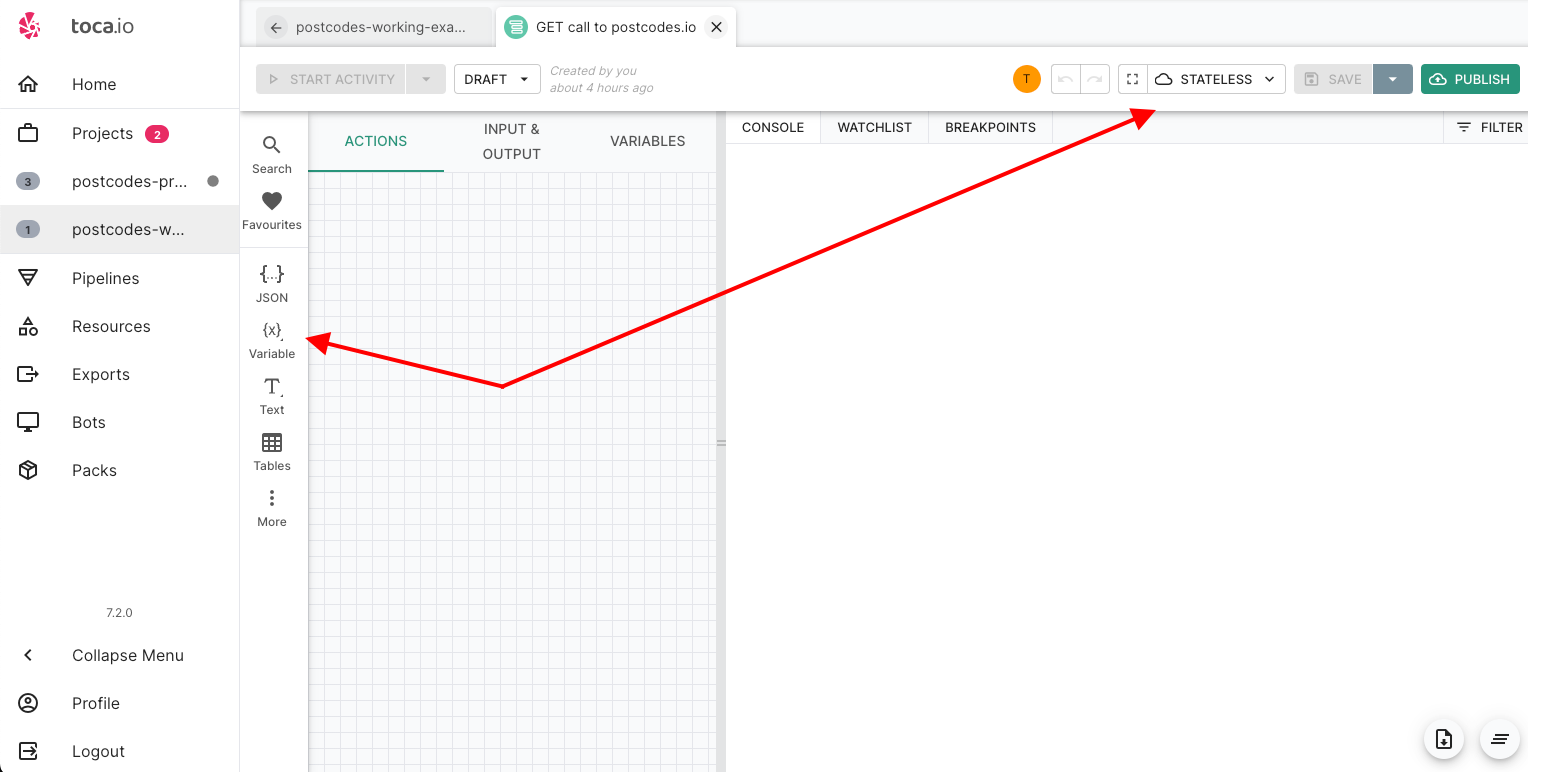 toca.io
Home
Projects 2
3 postcodes-pr...
1 postcodes-w...
Pipelines
Resources
Exports
Bots
Packs
7.2.0
Collapse Menu
Profile
Logout
postcodes-working-exa...
GET call to postcodes.io
START ACTIVITY
DRAFT
Created by you
about 4 hours ago
T
STATELESS
SAVE
PUBLISH
Search
Favourites
{...}
JSON
{x}
Variable
T
Text
Tables
More
ACTIONS
INPUT &
OUTPUT
VARIABLES
CONSOLE
WATCHLIST
BREAKPOINTS
FILTER